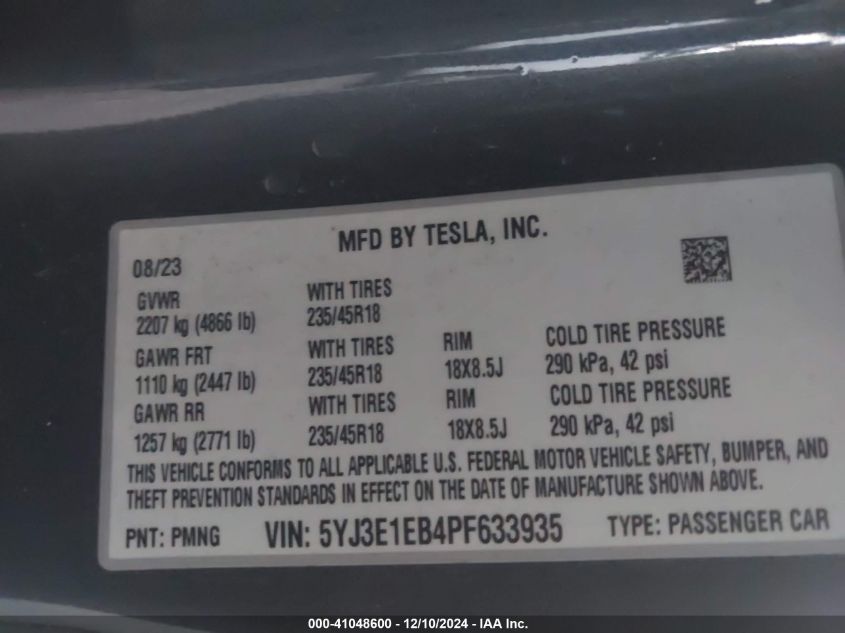 MFD BY TESLA, INC.
08/23
GVWR WITH TIRES
2207 kg (4866 lb) 235/45R18
GAWR FRT WITH TIRES RIM COLD TIRE PRESSURE
1110 kg (2447 lb) 235/45R18 18X8.5J 290 kPa, 42 psi
GAWR RR WITH TIRES RIM COLD TIRE PRESSURE
1257 kg (2771 lb) 235/45R18 18X8.5J 290 kPa, 42 psi
THIS VEHICLE CONFORMS TO ALL APPLICABLE U.S. FEDERAL MOTOR VEHICLE SAFETY, BUMPER, AND
THEFT PREVENTION STANDARDS IN EFFECT ON THE DATE OF MANUFACTURE SHOWN ABOVE.
PNT: PMNG VIN: 5YJ3E1EB4PF633935 TYPE: PASSENGER CAR
000-41048600 - 12/10/2024 - IAA Inc.